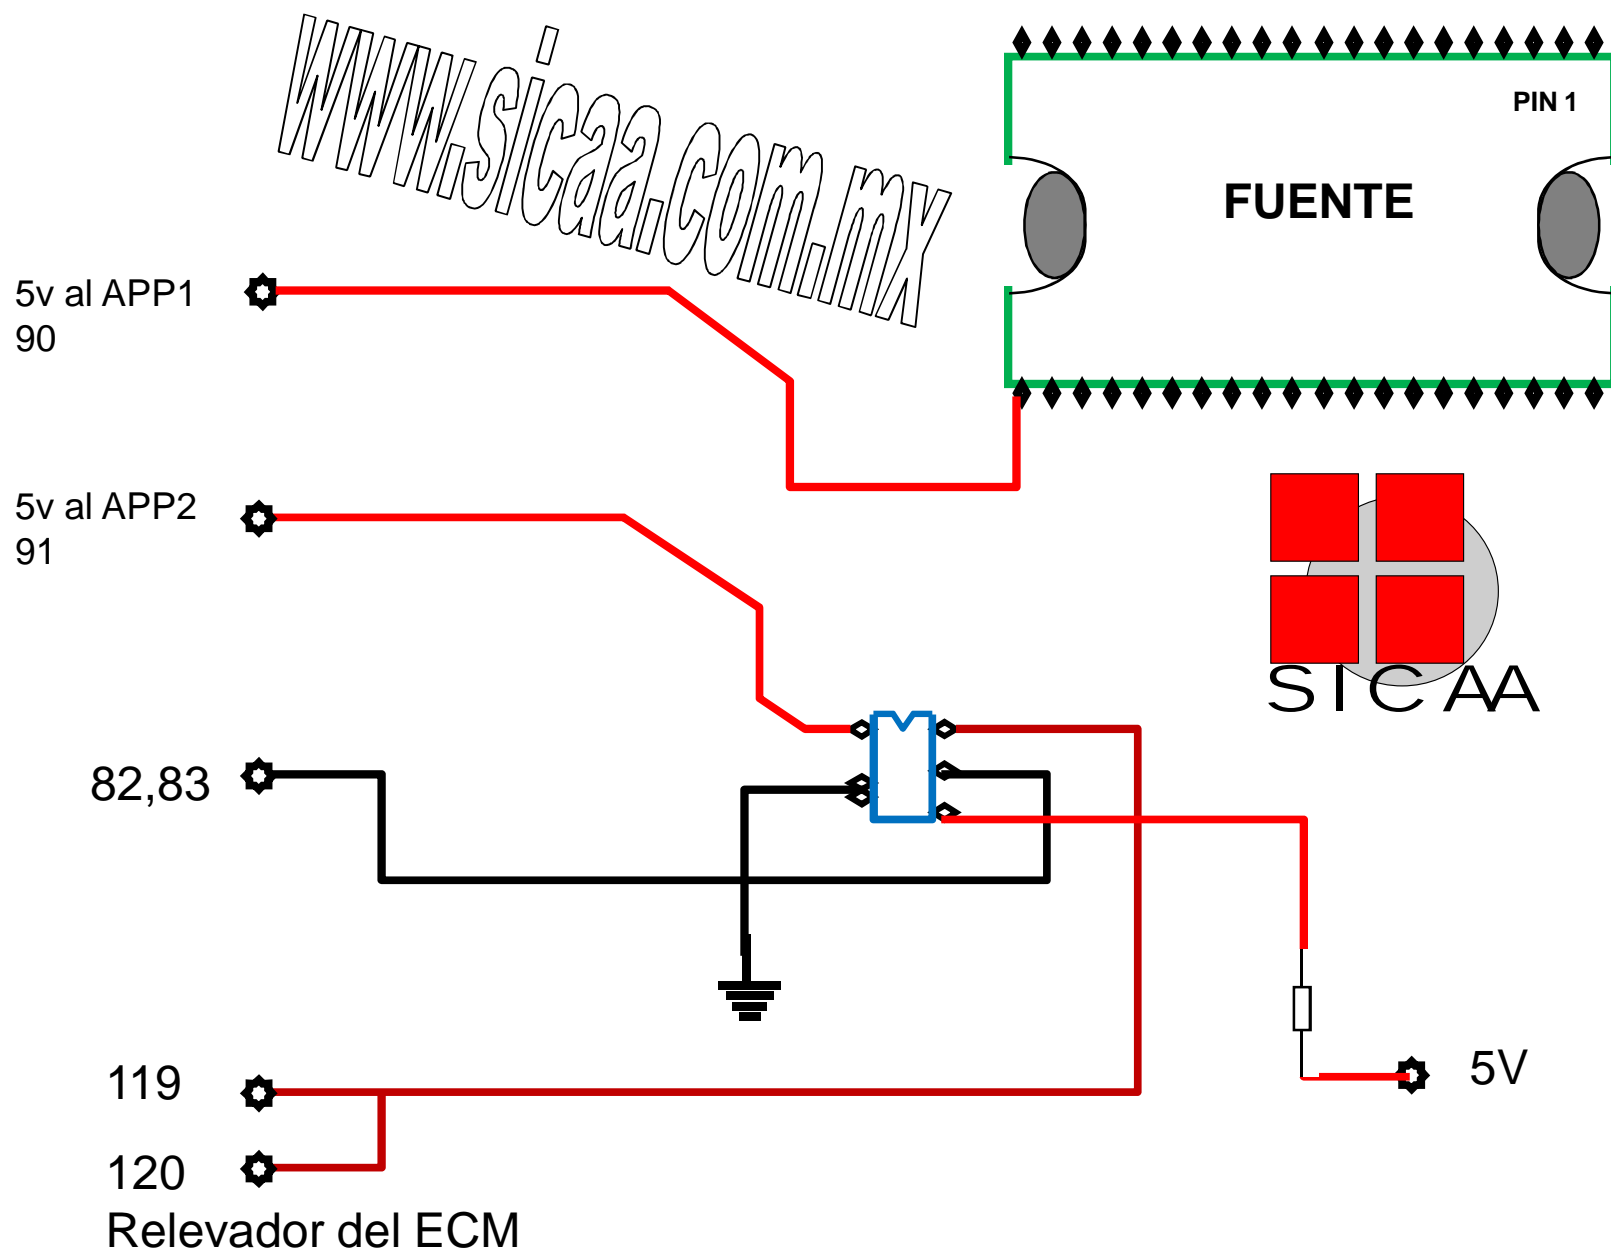 www.sicaa.com.mx
PIN 1
FUENTE
5v al APP1
90
5v al APP2
91
SICAA
82,83
119
5V
120
Relevador del ECM